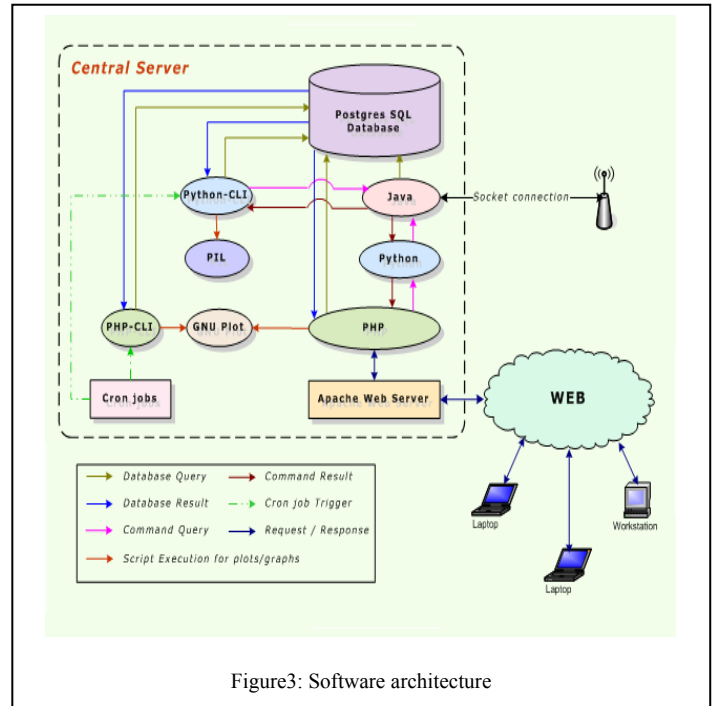 Central Server
Postgres SQL
Database
Python-CLI
Java
Socket connection
PIL
Python
PHP-CLI
GNU Plot
PHP
Cron jobs
Apache Web Server
WEB
Database Query
Command Result
Database Result
Cron job Trigger
Command Query
Request / Response
Script Execution for plots/graphs
Laptop
Workstation
Laptop
Figure3: Software architecture